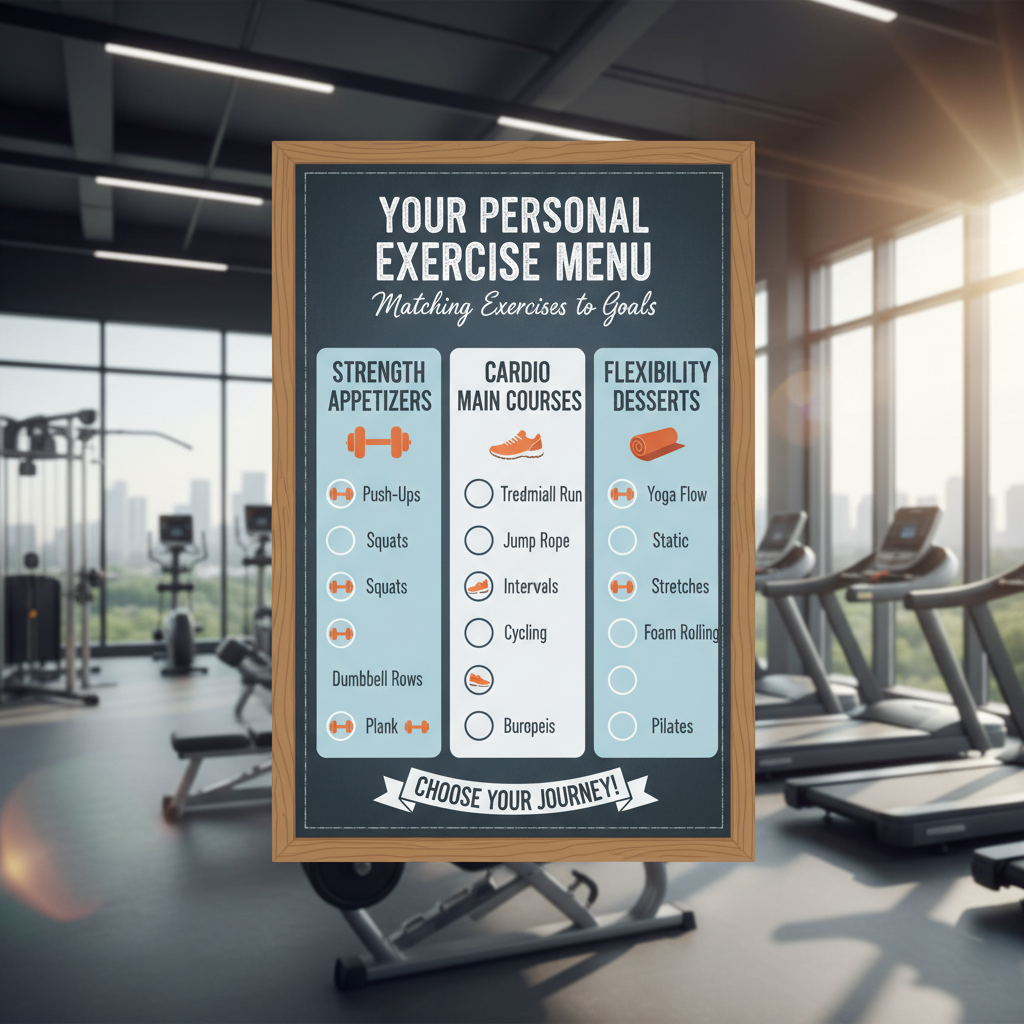 YOUR PERSONAL
EXERCISE MENU
Matching Exercises to Goals
STRENGTH
APPETIZERS
Push-Ups
Squats
Squats
Dumbbell Rows
Plank
CARDIO
MAIN COURSES
Tredmiall Run
Jump Rope
Intervals
Cycling
Buropeis
FLEXIBILITY
DESSERTS
Yoga Flow
Static
Stretches
Foam Rolling
Pilates
CHOOSE YOUR JOURNEY!